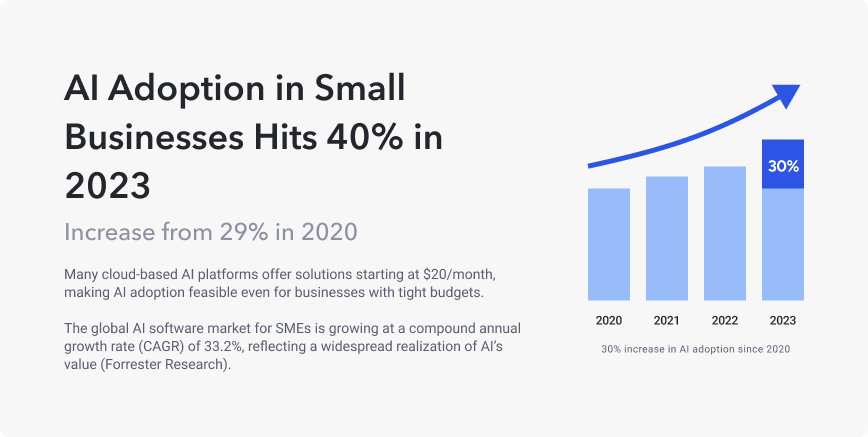 AI Adoption in Small
Businesses Hits 40% in
2023
Increase from 29% in 2020
Many cloud-based AI platforms offer solutions starting at $20/month,
making AI adoption feasible even for businesses with tight budgets.
The global AI software market for SMEs is growing at a compound annual
growth rate (CAGR) of 33.2%, reflecting a widespread realization of AI’s
value (Forrester Research).
30%
2020 2021 2022 2023
30% increase in AI adoption since 2020